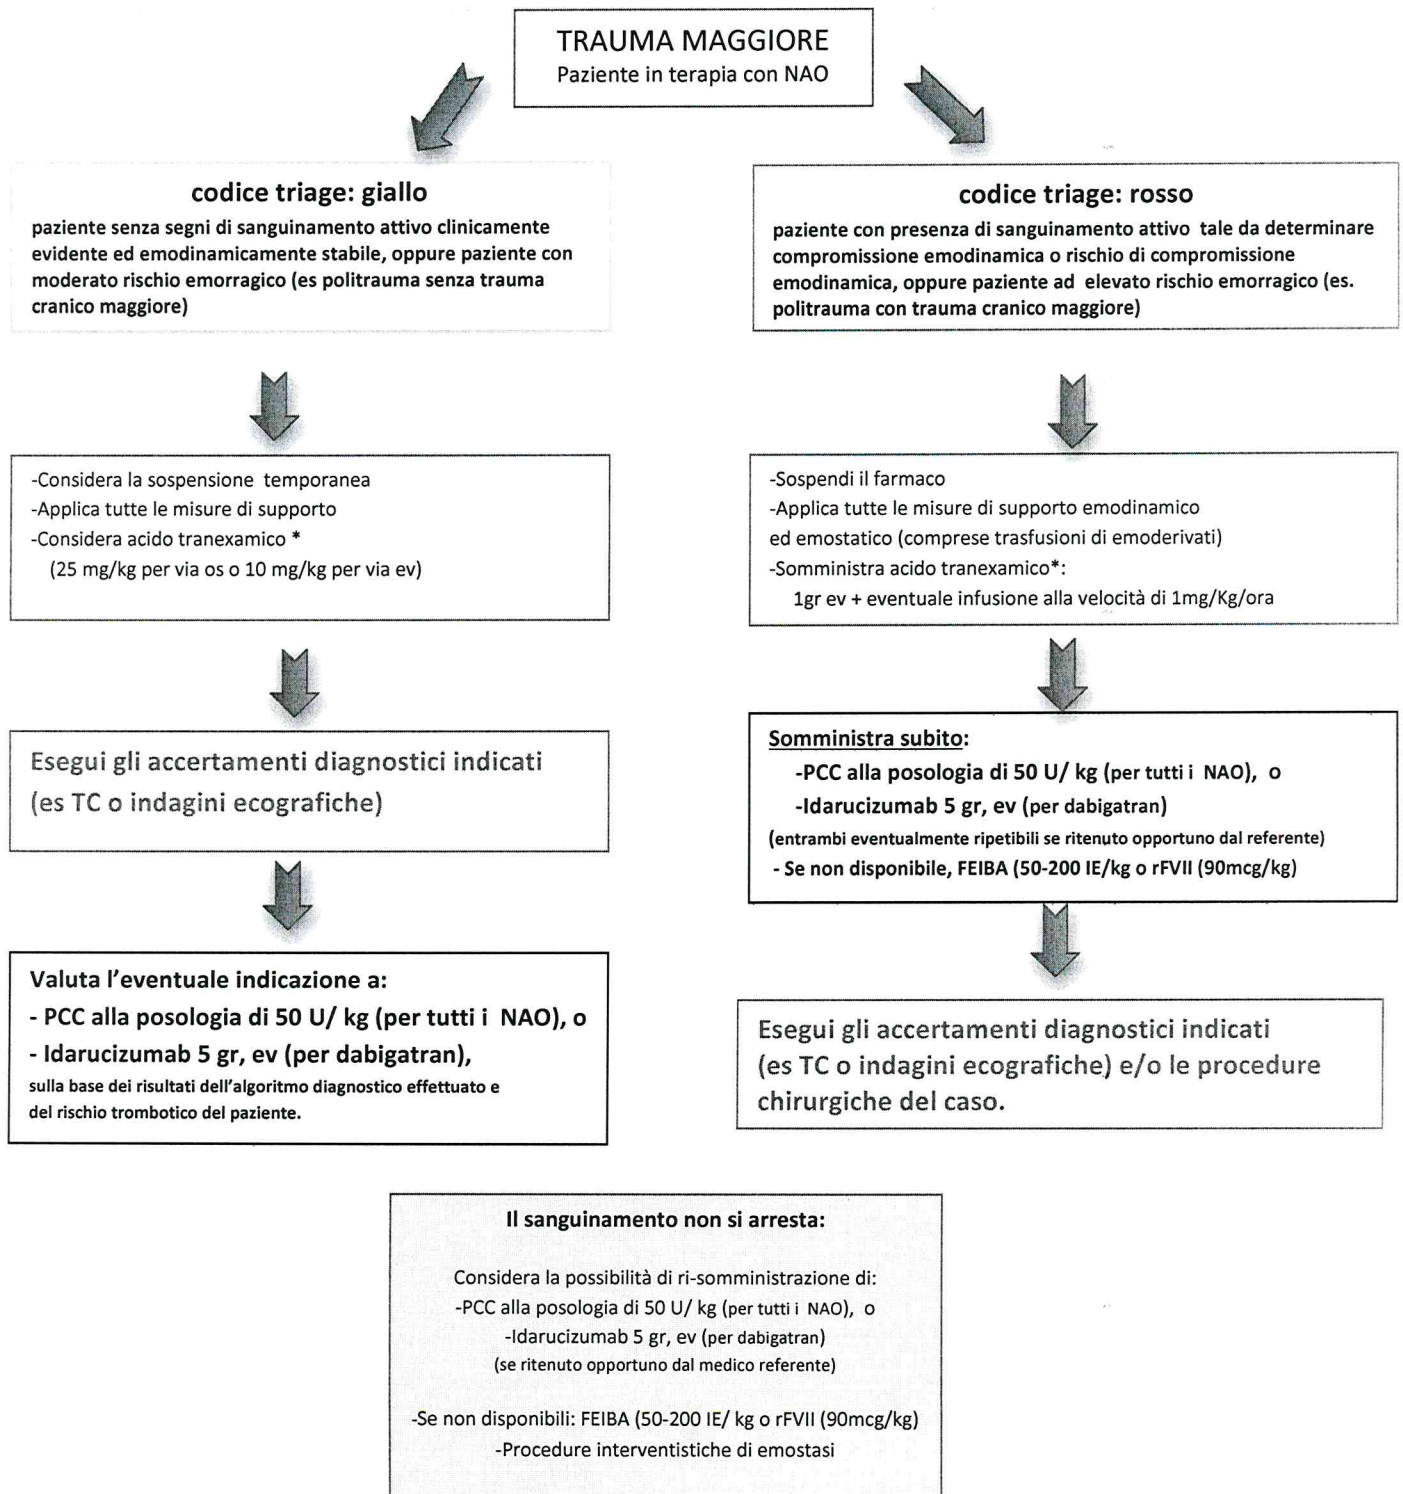 TRAUMA MAGGIORE
Paziente in terapia con NAO
codice triage: giallo
paziente senza segni di sanguinamento attivo clinicamente
evidente ed emodinamicamente stabile, oppure paziente con
moderato rischio emorragico (es politrauma senza trauma
cranico maggiore)
-Considera la sospensione temporanea
-Applica tutte le misure di supporto
-Considera acido tranexamico *
(25 mg/kg per via os o 10 mg/kg per via ev)
Esegui gli accertamenti diagnostici indicati
(es TC o indagini ecografiche)
Valuta l'eventuale indicazione a:
- PCC alla posologia di 50 U/ kg (per tutti i NAO), o
- Idarucizumab 5 gr, ev (per dabigatran),
sulla base dei risultati dell'algoritmo diagnostico effettuato e
del rischio trombotico del paziente.
codice triage: rosso
paziente con presenza di sanguinamento attivo tale da determinare
compromissione emodinamica o rischio di compromissione
emodinamica, oppure paziente ad elevato rischio emorragico (es.
politrauma con trauma cranico maggiore)
-Sospendi il farmaco
-Applica tutte le misure di supporto emodinamico
ed emostatico (comprese trasfusioni di emoderivati)
-Somministra acido tranexamico*:
1gr ev + eventuale infusione alla velocità di 1mg/Kg/ora
Somministra subito:
-PCC alla posologia di 50 U/ kg (per tutti i NAO), o
-Idarucizumab 5 gr, ev (per dabigatran)
(entrambi eventualmente ripetibili se ritenuto opportuno dal referente)
- Se non disponibile, FEIBA (50-200 IE/kg o rFVII (90mcg/kg)
Esegui gli accertamenti diagnostici indicati
(es TC o indagini ecografiche) e/o le procedure
chirurgiche del caso.
Il sanguinamento non si arresta:
Considera la possibilità di ri-somministrazione di:
-PCC alla posologia di 50 U/ kg (per tutti i NAO), o
-Idarucizumab 5 gr, ev (per dabigatran)
(se ritenuto opportuno dal medico referente)
-Se non disponibili: FEIBA (50-200 IE/ kg o rFVII (90mcg/kg)
-Procedure interventistiche di emostasi